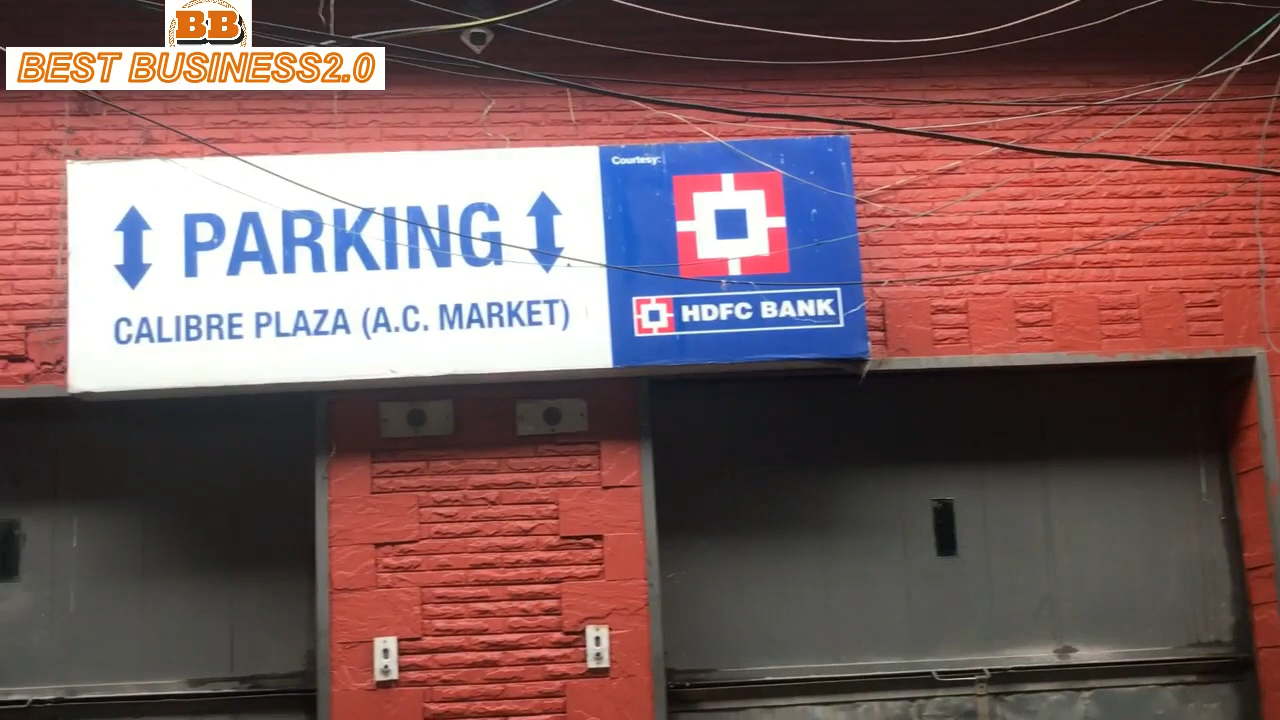 BB
BEST BUSINESS2.0
Courtesy:
PARKING
CALIBRE PLAZA (A.C. MARKET)
HDFC BANK